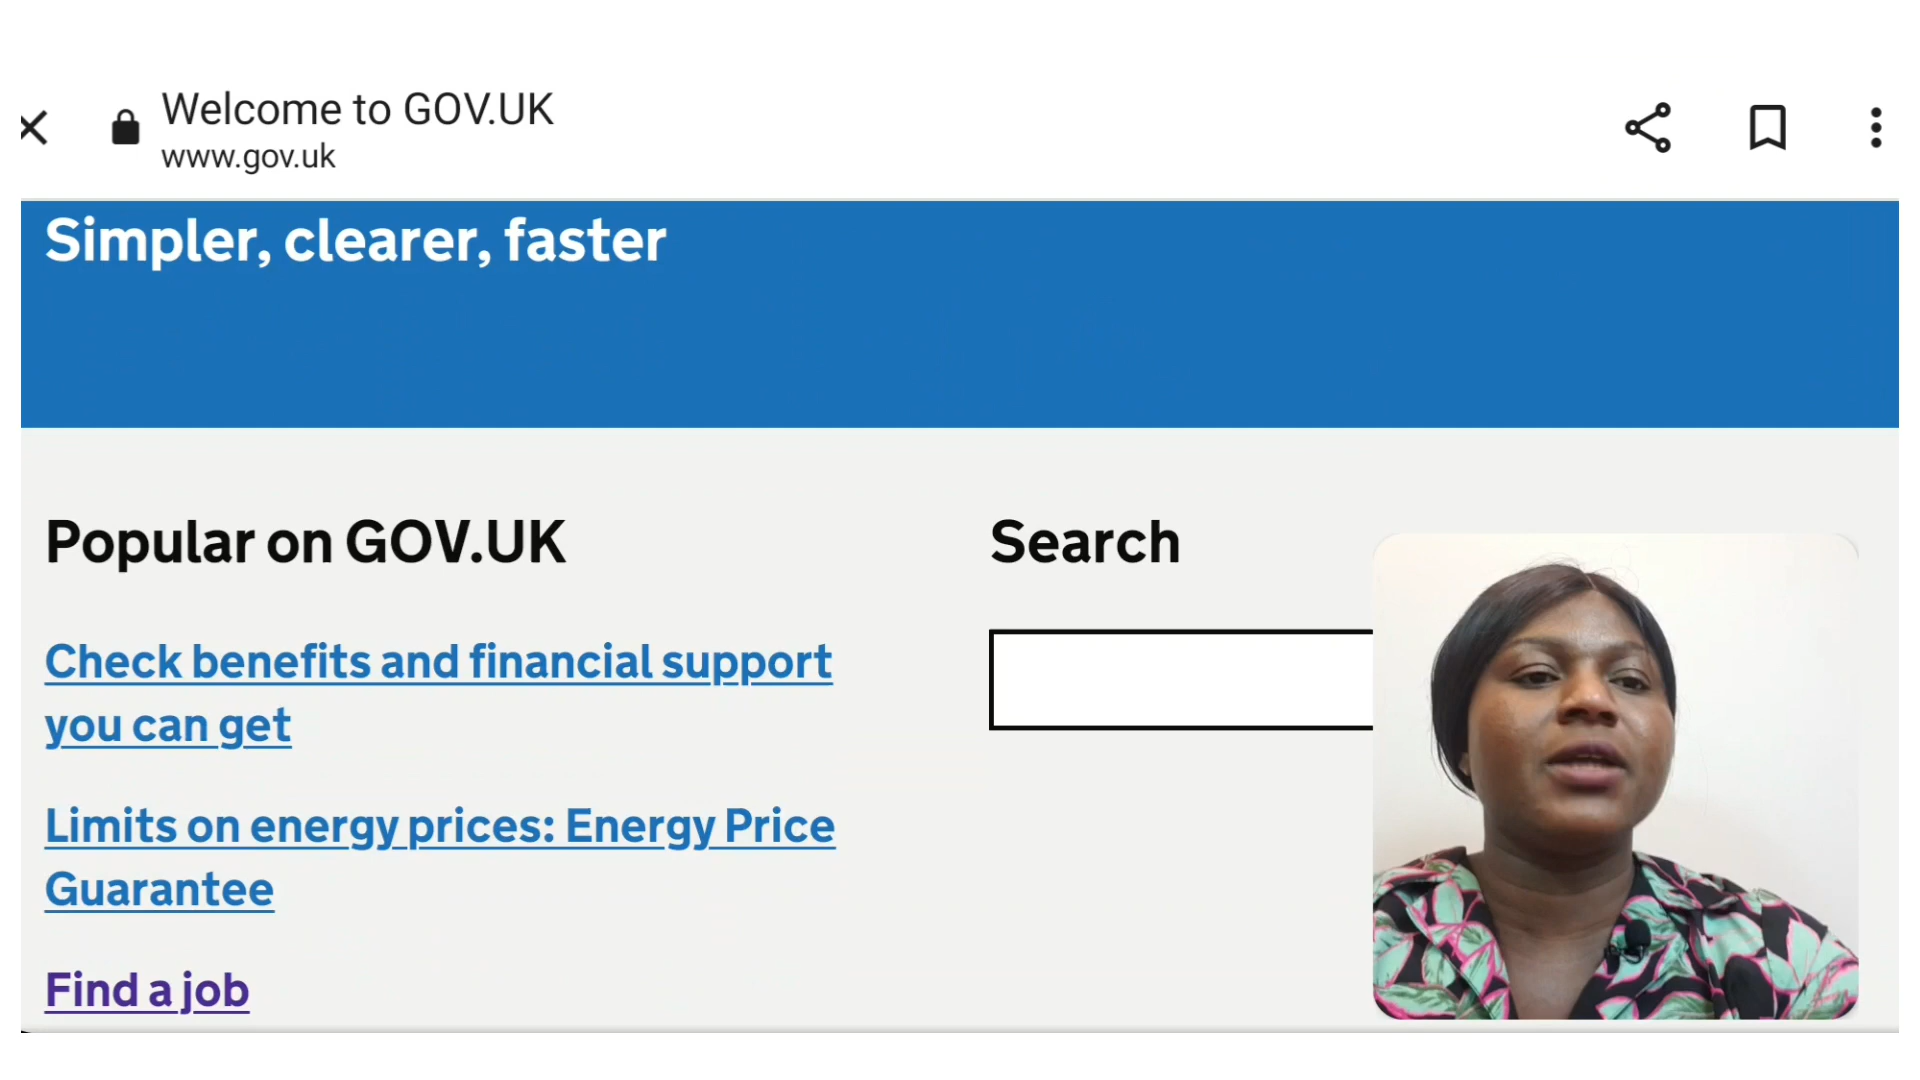 Welcome to GOV.UK
www.gov.uk
Simpler, clearer, faster
Popular on GOV.UK
Check benefits and financial support
you can get
Limits on energy prices: Energy Price
Guarantee
Find a job
Search